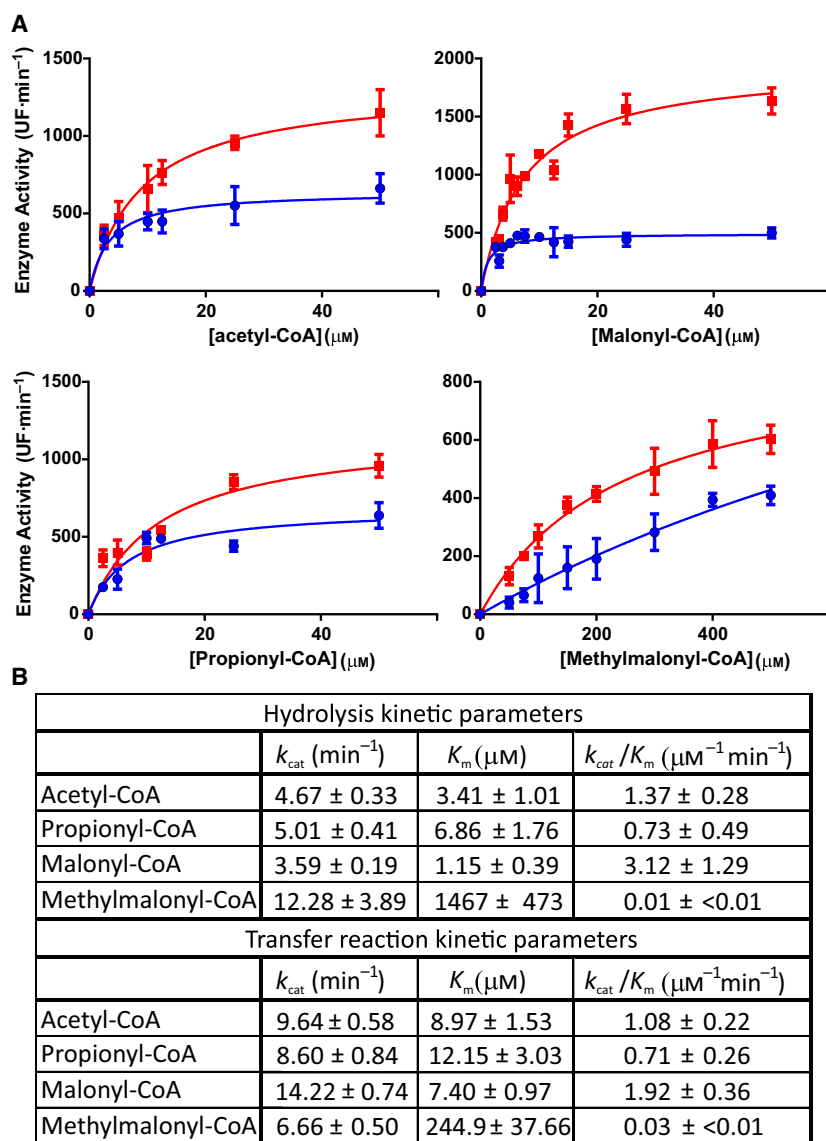 A
Enzyme Activity (UF·min⁻¹)
1500
1000
500
0
0
20
40
[acetyl-CoA] (μM)
2000
1500
1000
500
0
0
20
40
[Malonyl-CoA] (μM)
Enzyme Activity (UF·min⁻¹)
1500
1000
500
0
0
20
40
[Propionyl-CoA] (μM)
800
600
400
200
0
0
200
400
[Methylmalonyl-CoA] (μM)
B
Hydrolysis kinetic parameters
kcat (min⁻¹) Km (μM) kcat /Km (μM⁻¹ min⁻¹)
Acetyl-CoA 4.67 ± 0.33 3.41 ± 1.01 1.37 ± 0.28
Propionyl-CoA 5.01 ± 0.41 6.86 ± 1.76 0.73 ± 0.49
Malonyl-CoA 3.59 ± 0.19 1.15 ± 0.39 3.12 ± 1.29
Methylmalonyl-CoA 12.28 ± 3.89 1467 ± 473 0.01 ± <0.01
Transfer reaction kinetic parameters
kcat (min⁻¹) Km (μM) kcat /Km (μM⁻¹min⁻¹)
Acetyl-CoA 9.64 ± 0.58 8.97 ± 1.53 1.08 ± 0.22
Propionyl-CoA 8.60 ± 0.84 12.15 ± 3.03 0.71 ± 0.26
Malonyl-CoA 14.22 ± 0.74 7.40 ± 0.97 1.92 ± 0.36
Methylmalonyl-CoA 6.66 ± 0.50 244.9 ± 37.66 0.03 ± <0.01